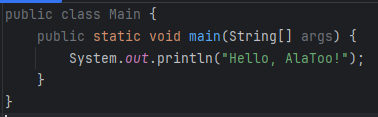 public class Main {
    public static void main(String[] args) {
        System.out.println("Hello, AlaToo!");
    }
}